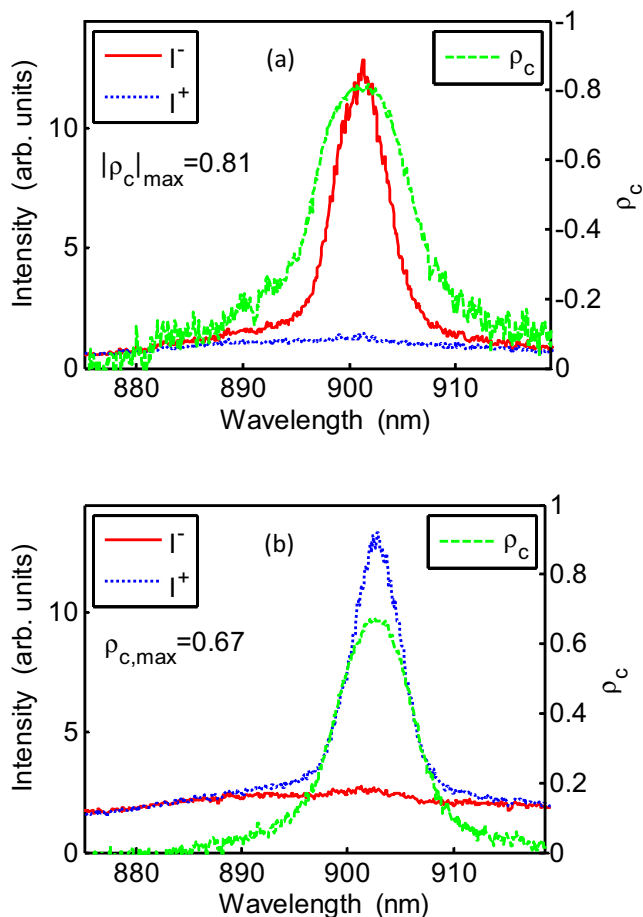 I⁻
I⁺
(a)
ρc
|ρc|max=0.81
Intensity (arb. units)
10
5
0
-1
-0.8
-0.6
-0.4
-0.2
0
ρc
880 890 900 910
Wavelength (nm)
I⁻
I⁺
(b)
ρc
ρc,max=0.67
Intensity (arb. units)
10
5
0
1
0.8
0.6
0.4
0.2
0
ρc
880 890 900 910
Wavelength (nm)